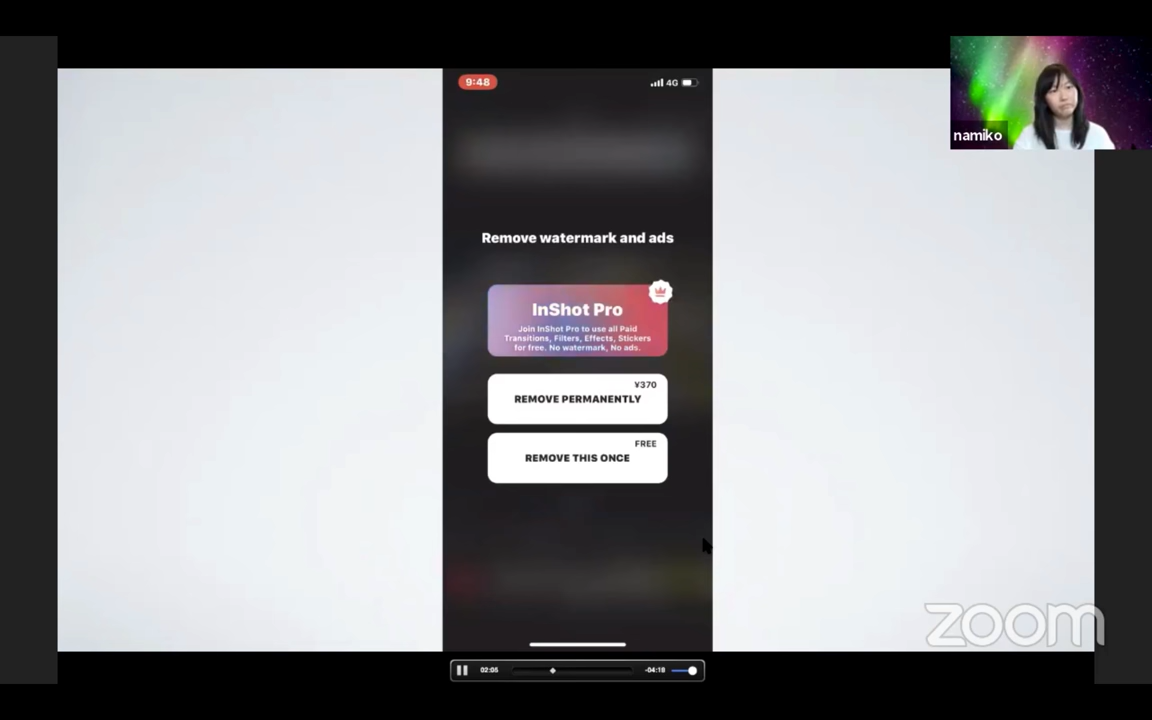 9:48
4G
namiko
Remove watermark and ads
InShot Pro
Join InShot Pro to use all Paid
Transitions, Filters, Effects, Stickers
for free. No watermark, No ads.
¥370
REMOVE PERMANENTLY
FREE
REMOVE THIS ONCE
zoom
02:05
-04:18